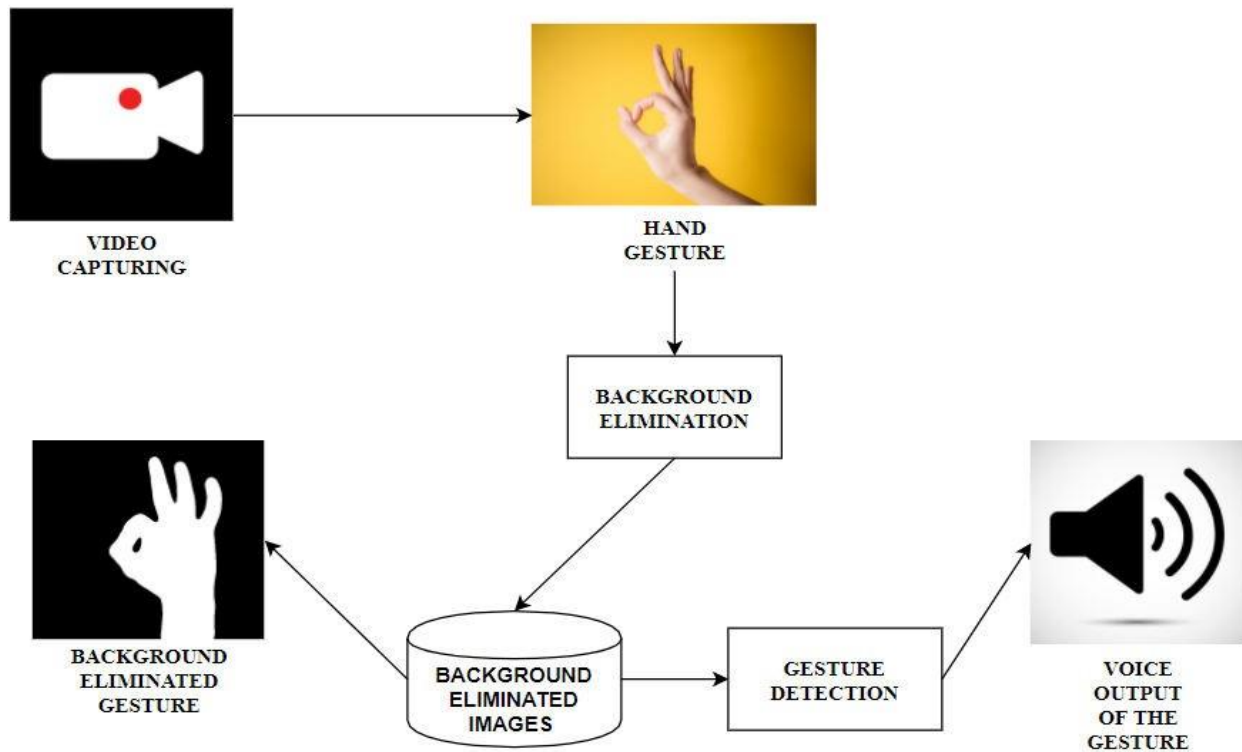 VIDEO
CAPTURING
HAND
GESTURE
BACKGROUND
ELIMINATION
BACKGROUND
ELIMINATED
GESTURE
BACKGROUND
ELIMINATED
IMAGES
GESTURE
DETECTION
VOICE
OUTPUT
OF THE
GESTURE